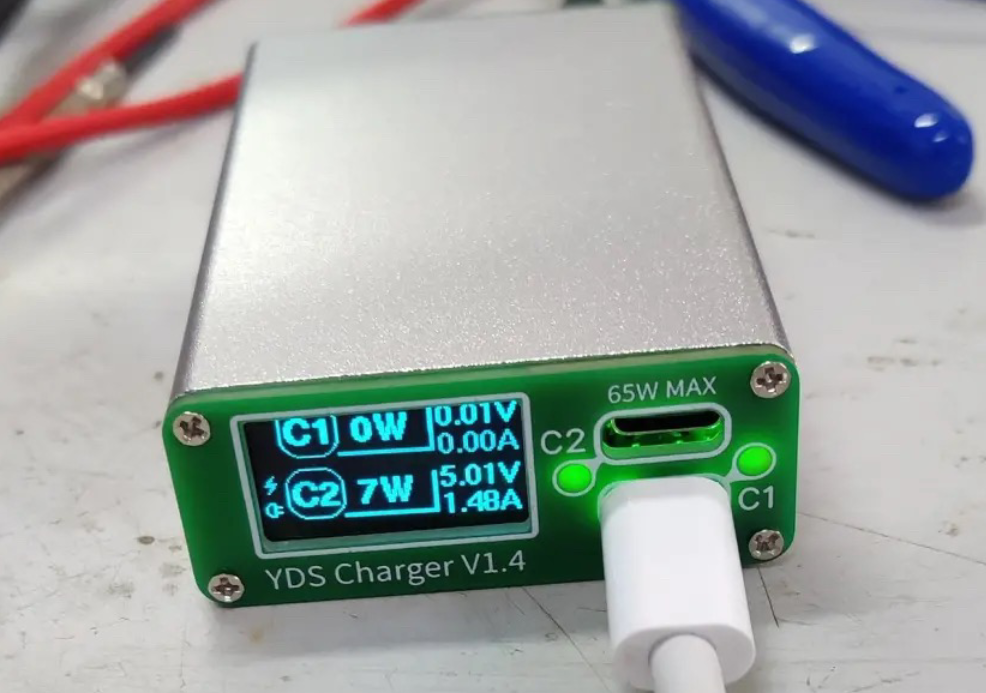 65W MAX
C1 0W 0.01V
0.00A
C2 7W 5.01V
1.48A
C2
C1
YDS Charger V1.4